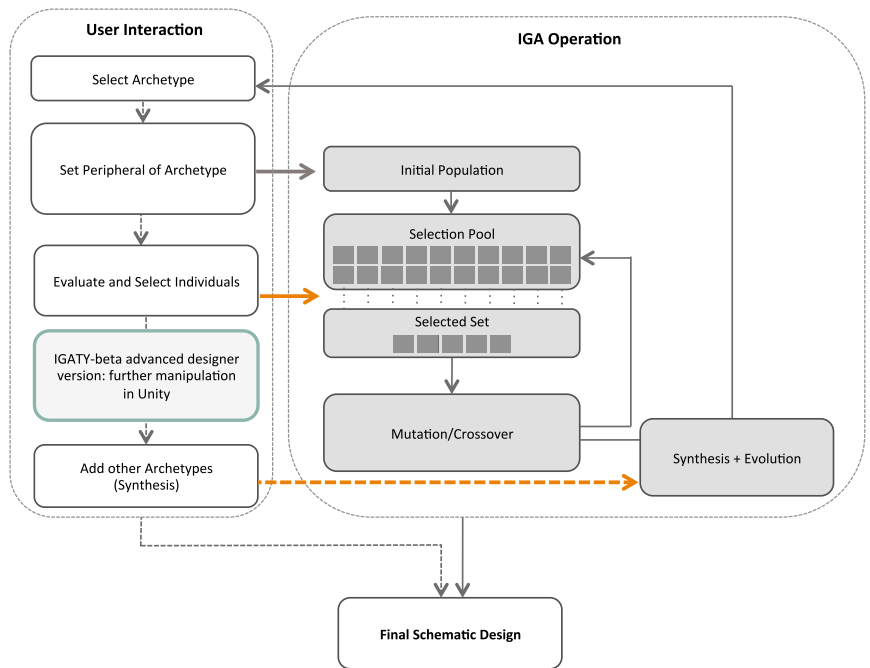 User Interaction
Select Archetype
Set Peripheral of Archetype
Evaluate and Select Individuals
IGATY-beta advanced designer
version: further manipulation
in Unity
Add other Archetypes
(Synthesis)
IGA Operation
Initial Population
Selection Pool
Selected Set
Mutation/Crossover
Synthesis + Evolution
Final Schematic Design